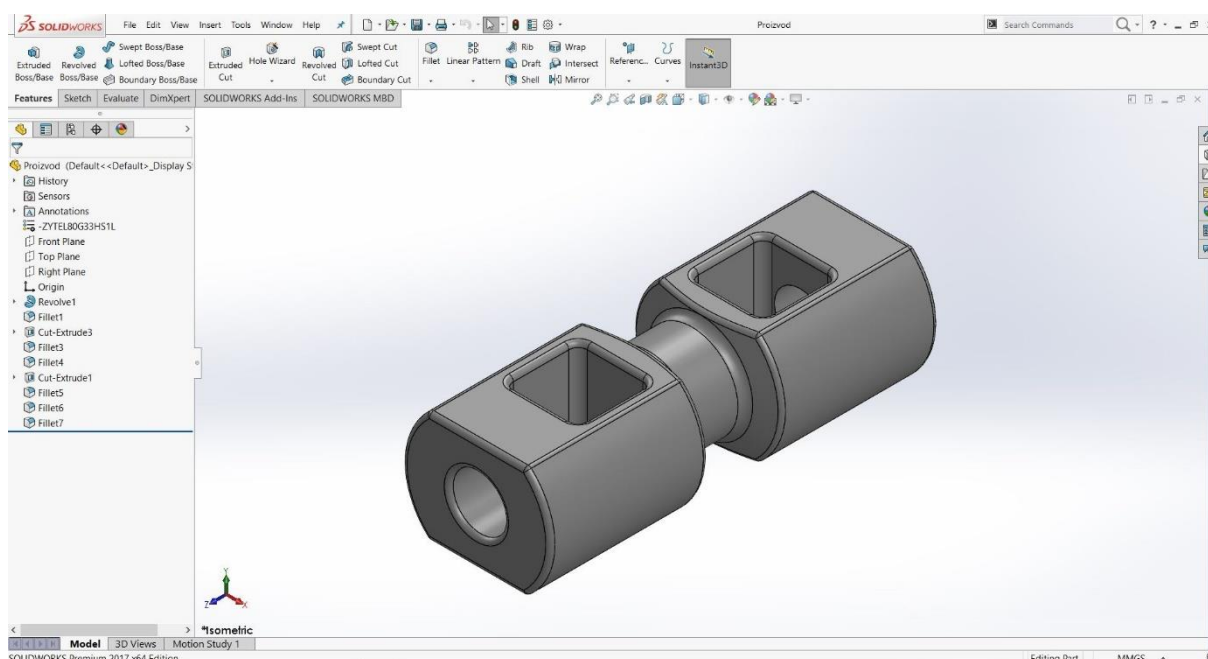 SOLIDWORKS File Edit View Insert Tools Window Help Proizvod Search Commands ?
Extruded Boss/Base
Revolved Boss/Base
Swept Boss/Base
Lofted Boss/Base
Boundary Boss/Base
Extruded Cut
Hole Wizard
Revolved Cut
Swept Cut
Lofted Cut
Boundary Cut
Fillet
Linear Pattern
Rib
Draft
Shell
Wrap
Intersect
Mirror
Referenc...
Curves
Instant3D
Features Sketch Evaluate DimXpert SOLIDWORKS Add-Ins SOLIDWORKS MBD
Proizvod (Default<<Default>_Display S
History
Sensors
Annotations
-ZYTEL80G33HS1L
Front Plane
Top Plane
Right Plane
Origin
Revolve1
Fillet1
Cut-Extrude3
Fillet3
Fillet4
Cut-Extrude1
Fillet5
Fillet6
Fillet7
Y
Z X
*Isometric
Model 3D Views Motion Study 1
SOLIDWORKS Premium 2017 x64 Edition Editing Part MMGS